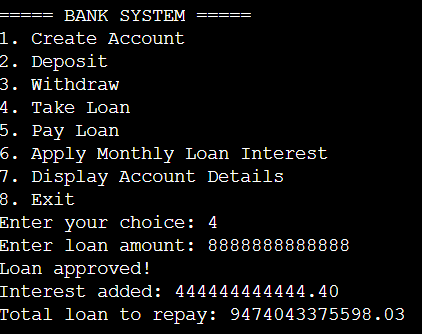 ===== BANK SYSTEM =====
1. Create Account
2. Deposit
3. Withdraw
4. Take Loan
5. Pay Loan
6. Apply Monthly Loan Interest
7. Display Account Details
8. Exit
Enter your choice: 4
Enter loan amount: 8888888888888
Loan approved!
Interest added: 444444444444.40
Total loan to repay: 9474043375598.03